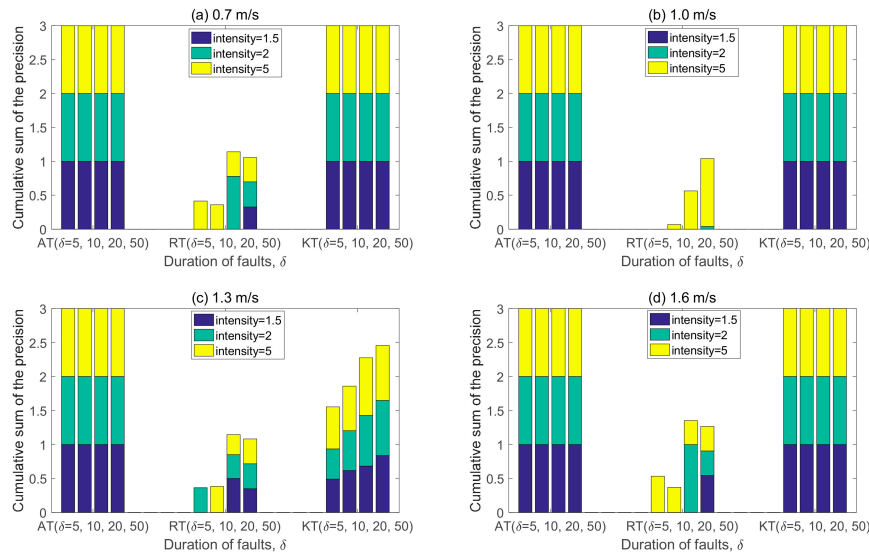 (a) 0.7 m/s
Cumulative sum of the precision
3
2.5
2
1.5
1
0.5
0
intensity=1.5
intensity=2
intensity=5
AT(δ=5, 10, 20, 50)
RT(δ=5, 10, 20, 50)
KT(δ=5, 10, 20, 50)
Duration of faults, δ
(b) 1.0 m/s
Cumulative sum of the precision
3
2.5
2
1.5
1
0.5
0
intensity=1.5
intensity=2
intensity=5
AT(δ=5, 10, 20, 50)
RT(δ=5, 10, 20, 50)
KT(δ=5, 10, 20, 50)
Duration of faults, δ
(c) 1.3 m/s
Cumulative sum of the precision
3
2.5
2
1.5
1
0.5
0
intensity=1.5
intensity=2
intensity=5
AT(δ=5, 10, 20, 50)
RT(δ=5, 10, 20, 50)
KT(δ=5, 10, 20, 50)
Duration of faults, δ
(d) 1.6 m/s
Cumulative sum of the precision
3
2.5
2
1.5
1
0.5
0
intensity=1.5
intensity=2
intensity=5
AT(δ=5, 10, 20, 50)
RT(δ=5, 10, 20, 50)
KT(δ=5, 10, 20, 50)
Duration of faults, δ